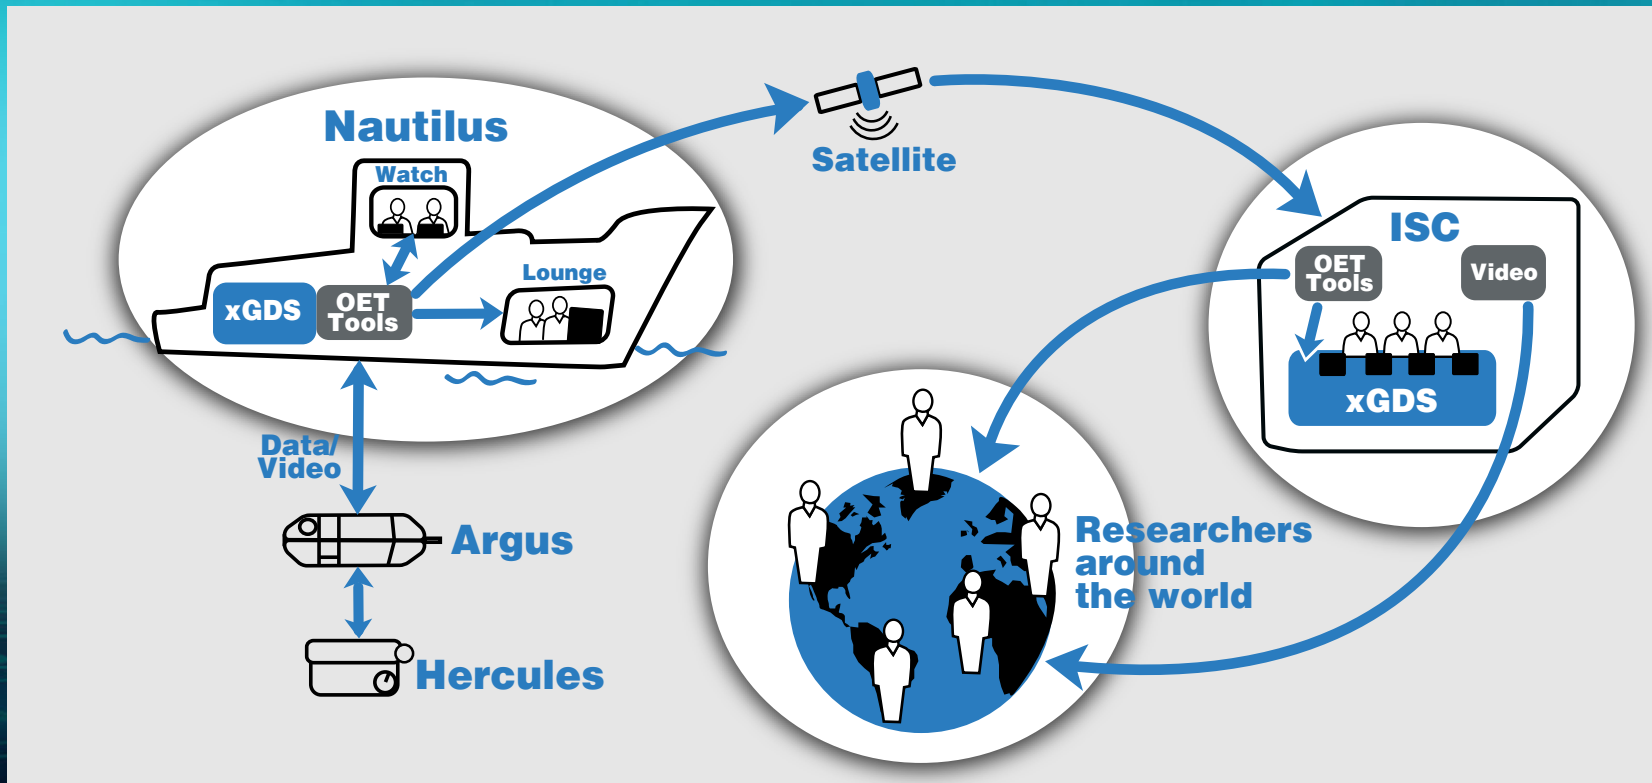 Nautilus
Watch
Lounge
xGDS
OET
Tools
Satellite
ISC
OET
Tools
Video
xGDS
Data/
Video
Argus
Hercules
Researchers
around
the world